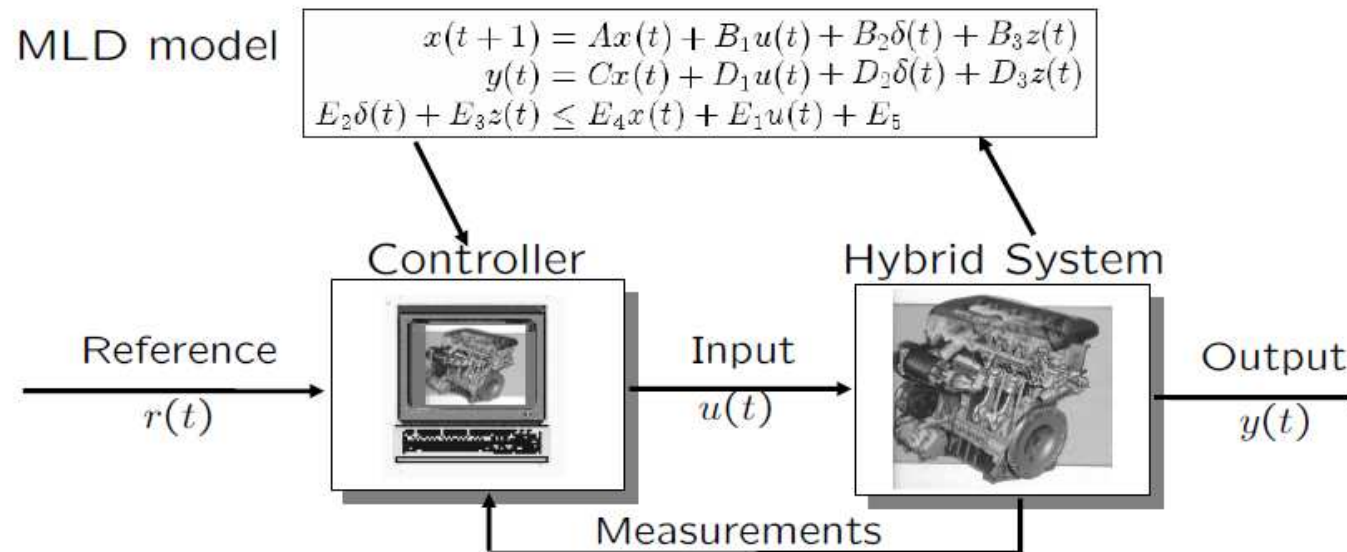 MLD model
x(t + 1) = Ax(t) + B₁u(t) + B₂δ(t) + B₃z(t)
y(t) = Cx(t) + D₁u(t) + D₂δ(t) + D₃z(t)
E₂δ(t) + E₃z(t) ≤ E₄x(t) + E₁u(t) + E₅
Controller
Hybrid System
Reference
r(t)
Input
u(t)
Output
y(t)
Measurements